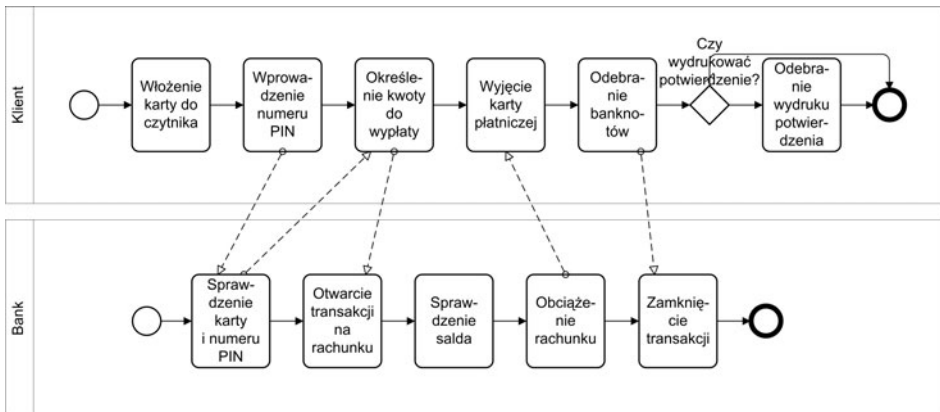 Klient
Włożenie
karty do
czytnika
Wprowa-
dzenie
numeru
PIN
Określe-
nie kwoty
do
wypłaty
Wyjęcie
karty
płatniczej
Odebra-
nie
bankno-
tów
Czy
wydrukować
potwierdzenie?
Odebra-
nie
wydruku
potwier-
dzenia
Bank
Spraw-
dzenie
karty
i numeru
PIN
Otwarcie
transakcji
na
rachunku
Spraw-
dzenie
salda
Obciąże-
nie
rachunku
Zamknię-
cie
transakcji